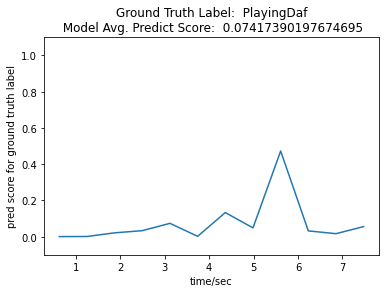 Ground Truth Label:  PlayingDaf
Model Avg. Predict Score:  0.07417390197674695
1.0
0.8
0.6
0.4
0.2
0.0
pred score for ground truth label
1 2 3 4 5 6 7
time/sec